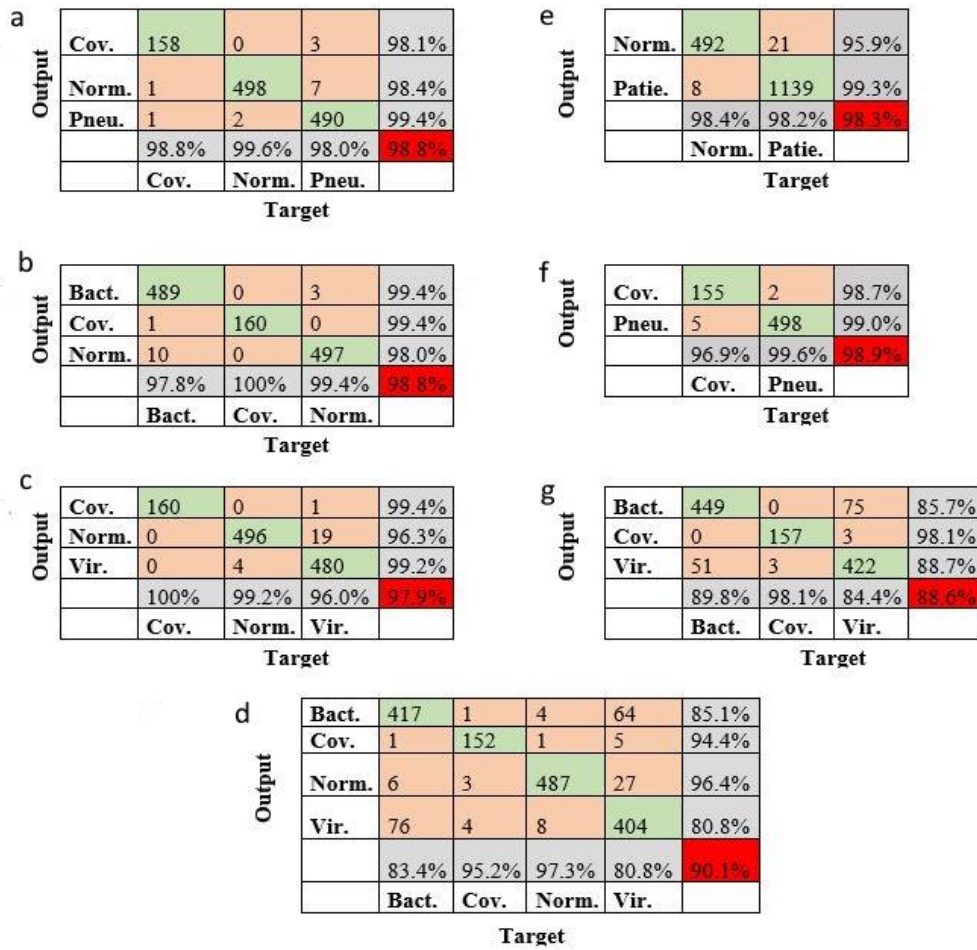 a
Output
Cov. 158 0 3 98.1%
Norm. 1 498 7 98.4%
Pneu. 1 2 490 99.4%
98.8% 99.6% 98.0% 98.8%
Cov. Norm. Pneu.
Target
e
Output
Norm. 492 21 95.9%
Patie. 8 1139 99.3%
98.4% 98.2% 98.3%
Norm. Patie.
Target
b
Output
Bact. 489 0 3 99.4%
Cov. 1 160 0 99.4%
Norm. 10 0 497 98.0%
97.8% 100% 99.4% 98.8%
Bact. Cov. Norm.
Target
f
Output
Cov. 155 2 98.7%
Pneu. 5 498 99.0%
96.9% 99.6% 98.9%
Cov. Pneu.
Target
c
Output
Cov. 160 0 1 99.4%
Norm. 0 496 19 96.3%
Vir. 0 4 480 99.2%
100% 99.2% 96.0% 97.9%
Cov. Norm. Vir.
Target
g
Output
Bact. 449 0 75 85.7%
Cov. 0 157 3 98.1%
Vir. 51 3 422 88.7%
89.8% 98.1% 84.4% 88.6%
Bact. Cov. Vir.
Target
d
Output
Bact. 417 1 4 64 85.1%
Cov. 1 152 1 5 94.4%
Norm. 6 3 487 27 96.4%
Vir. 76 4 8 404 80.8%
83.4% 95.2% 97.3% 80.8% 90.1%
Bact. Cov. Norm. Vir.
Target